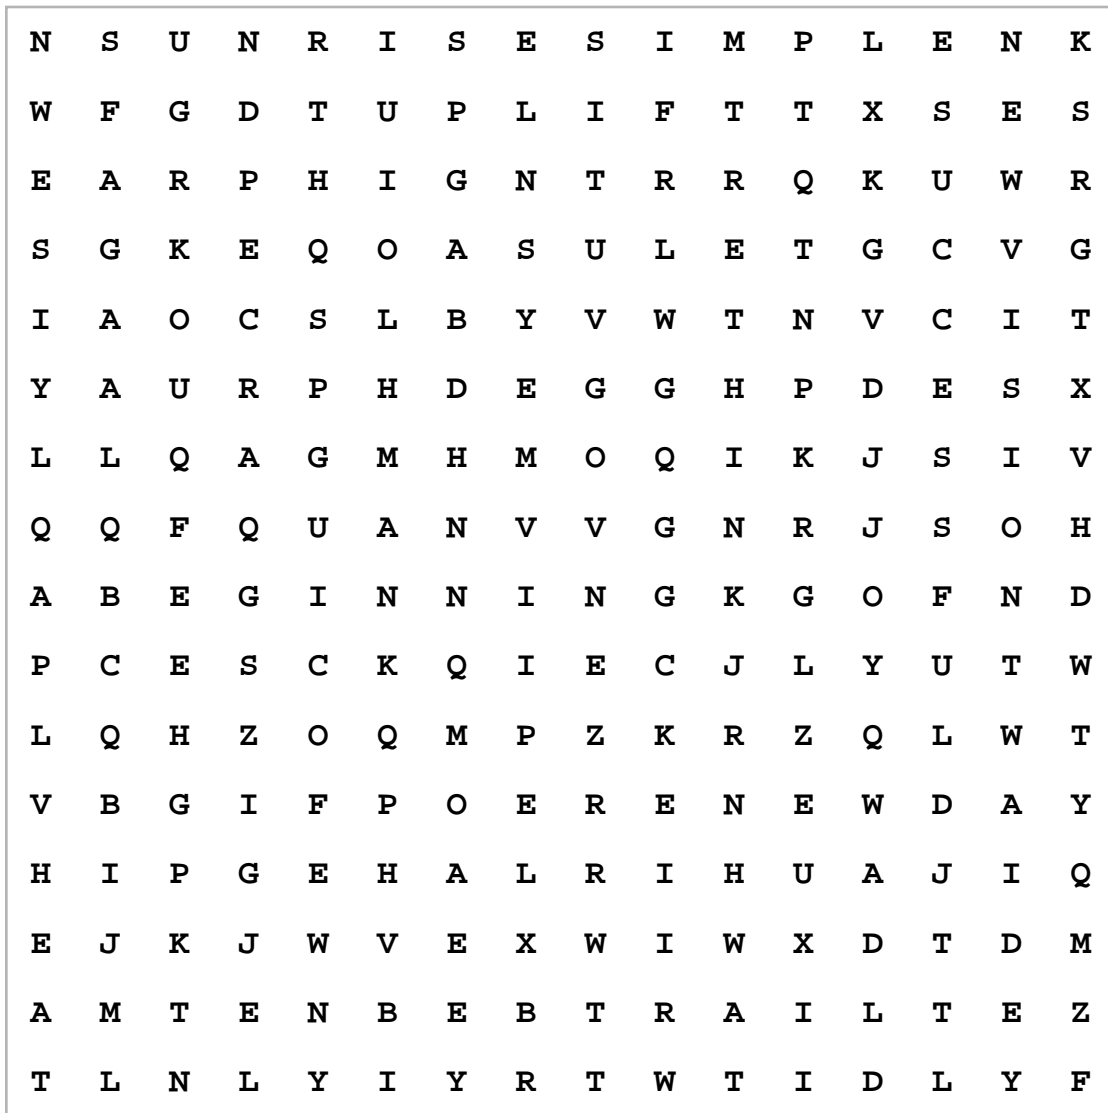 N S U N R I S E S I M P L E N K
W F G D T U P L I F T T X S E S
E A R P H I G N T R R Q K U W R
S G K E Q O A S U L E T G C V G
I A O C S L B Y V W T N V C I T
Y A U R P H D E G G H P D E S X
L L Q A G M H M O Q I K J S I V
Q Q F Q U A N V V G N R J S O H
A B E G I N N I N G K G O F N D
P C E S C K Q I E C J L Y U T W
L Q H Z O Q M P Z K R Z Q L W T
V B G I F P O E R E N E W D A Y
H I P G E H A L R I H U A J I Q
E J K J W V E X W I W X D T D M
A M T E N B E B T R A I L T E Z
T L N L Y I Y R T W T I D L Y F